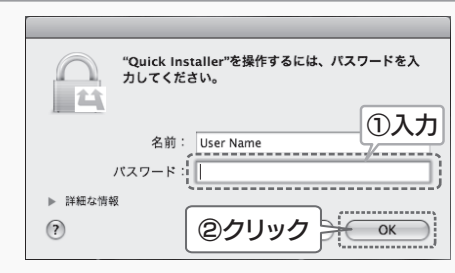 "Quick Installer"を操作するには、パスワードを入
力してください。
①入力
名前： User Name
パスワード：
▶ 詳細な情報
?
②クリック
OK